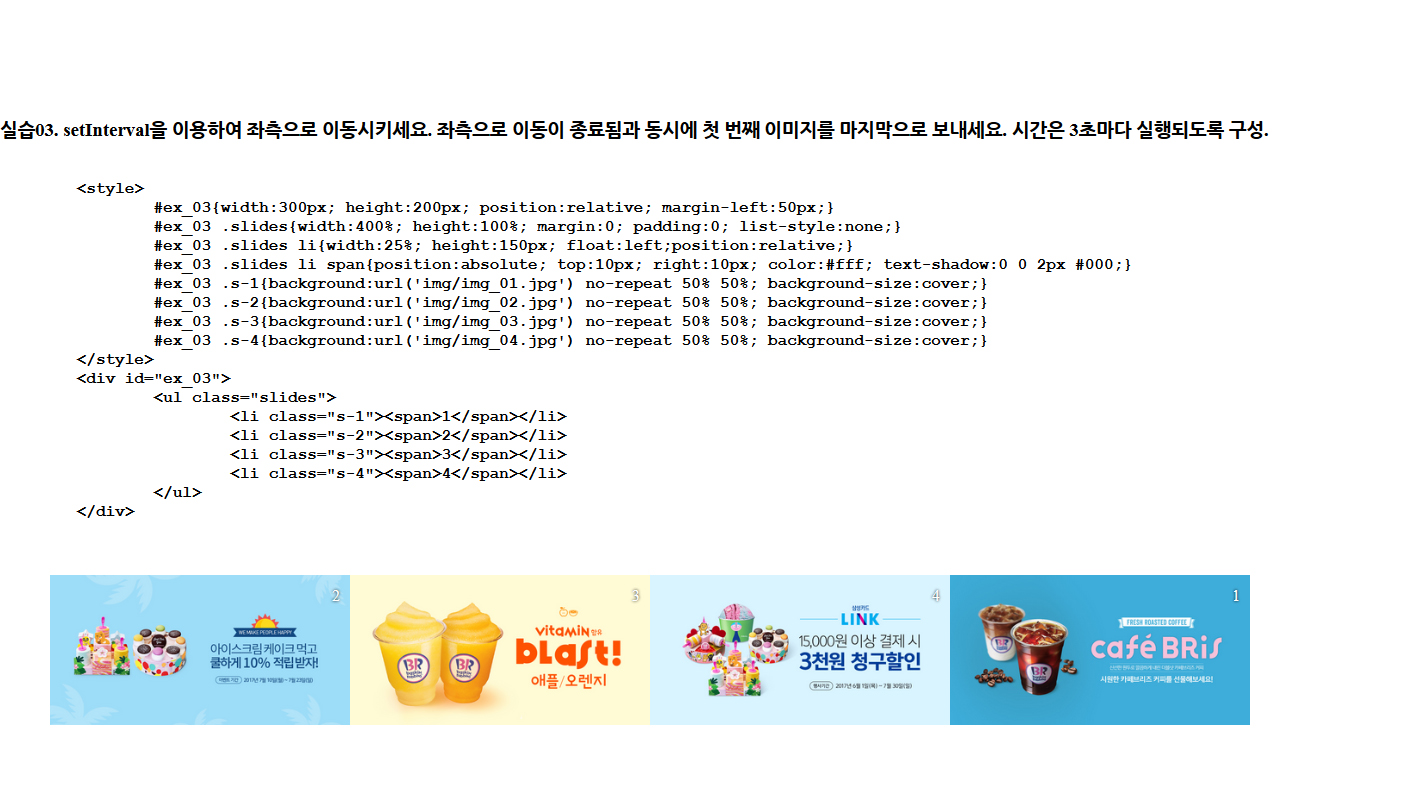 실습03. setInterval을 이용하여 좌측으로 이동시키세요. 좌측으로 이동이 종료됨과 동시에 첫 번째 이미지를 마지막으로 보내세요. 시간은 3초마다 실행되도록 구성.
<style>
#ex_03{width:300px; height:200px; position:relative; margin-left:50px;}
#ex_03 .slides{width:400%; height:100%; margin:0; padding:0; list-style:none;}
#ex_03 .slides li{width:25%; height:150px; float:left;position:relative;}
#ex_03 .slides li span{position:absolute; top:10px; right:10px; color:#fff; text-shadow:0 0 2px #000;}
#ex_03 .s-1{background:url('img/img_01.jpg') no-repeat 50% 50%; background-size:cover;}
#ex_03 .s-2{background:url('img/img_02.jpg') no-repeat 50% 50%; background-size:cover;}
#ex_03 .s-3{background:url('img/img_03.jpg') no-repeat 50% 50%; background-size:cover;}
#ex_03 .s-4{background:url('img/img_04.jpg') no-repeat 50% 50%; background-size:cover;}
</style>
<div id="ex_03">
<ul class="slides">
<li class="s-1"><span>1</span></li>
<li class="s-2"><span>2</span></li>
<li class="s-3"><span>3</span></li>
<li class="s-4"><span>4</span></li>
</ul>
</div>
2
WE MAKE PEOPLE HAPPY
아이스크림 케이크 먹고
쿨하게 10% 적립받자!
이벤트 기간 2017년 7월 10일(월) ~ 7월 23일(일)
3
vitamin 함유
blast!
애플/오렌지
BR
BR
4
삼성카드
LINK
15,000원 이상 결제 시
3천원 청구할인
행사기간 2017년 6월 1일(목) ~ 7월 30일(일)
1
FRESH ROASTED COFFEE
café BRis
시원한 카페브리즈 커피를 선물해보세요!
BR
BR